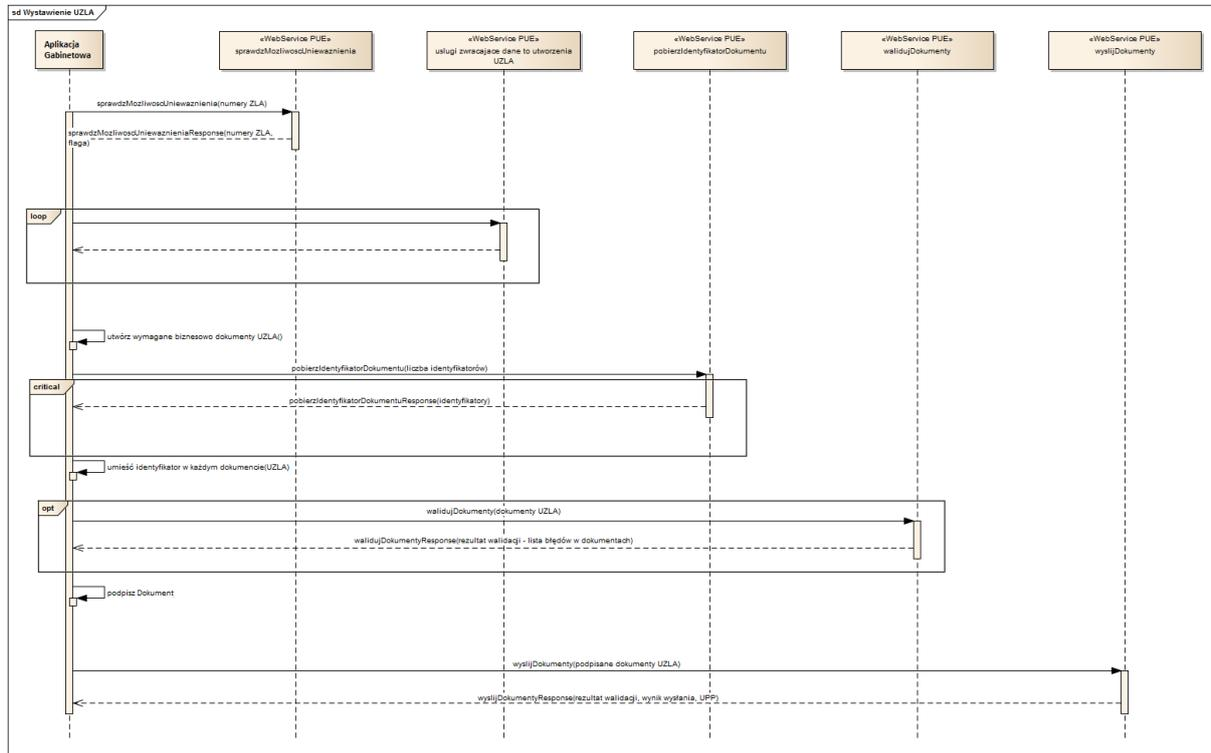 sd Wystawienie UZLA
Aplikacja
Gabinetowa
«WebService PUE»
sprawdzMozliwoscUniewaznienia
«WebService PUE»
uslugi zwracajace dane to utworzenia
UZLA
«WebService PUE»
pobierzIdentyfikatorDokumentu
«WebService PUE»
walidujDokumenty
«WebService PUE»
wyslijDokumenty
sprawdzMozliwoscUniewaznienia(numery ZLA)
sprawdzMozliwoscUniewaznieniaResponse(numery ZLA,
flaga)
loop
utwórz wymagane biznesowo dokumenty UZLA()
pobierzIdentyfikatorDokumentu(liczba identyfikatorów)
critical
pobierzIdentyfikatorDokumentuResponse(identyfikatory)
umieść identyfikator w każdym dokumencie(UZLA)
opt
walidujDokumenty(dokumenty UZLA)
walidujDokumentyResponse(rezultat walidacji - lista błędów w dokumentach)
podpisz Dokument
wyslijDokumenty(podpisane dokumenty UZLA)
wyslijDokumentyResponse(rezultat walidacji, wynik wysłania, UPP)